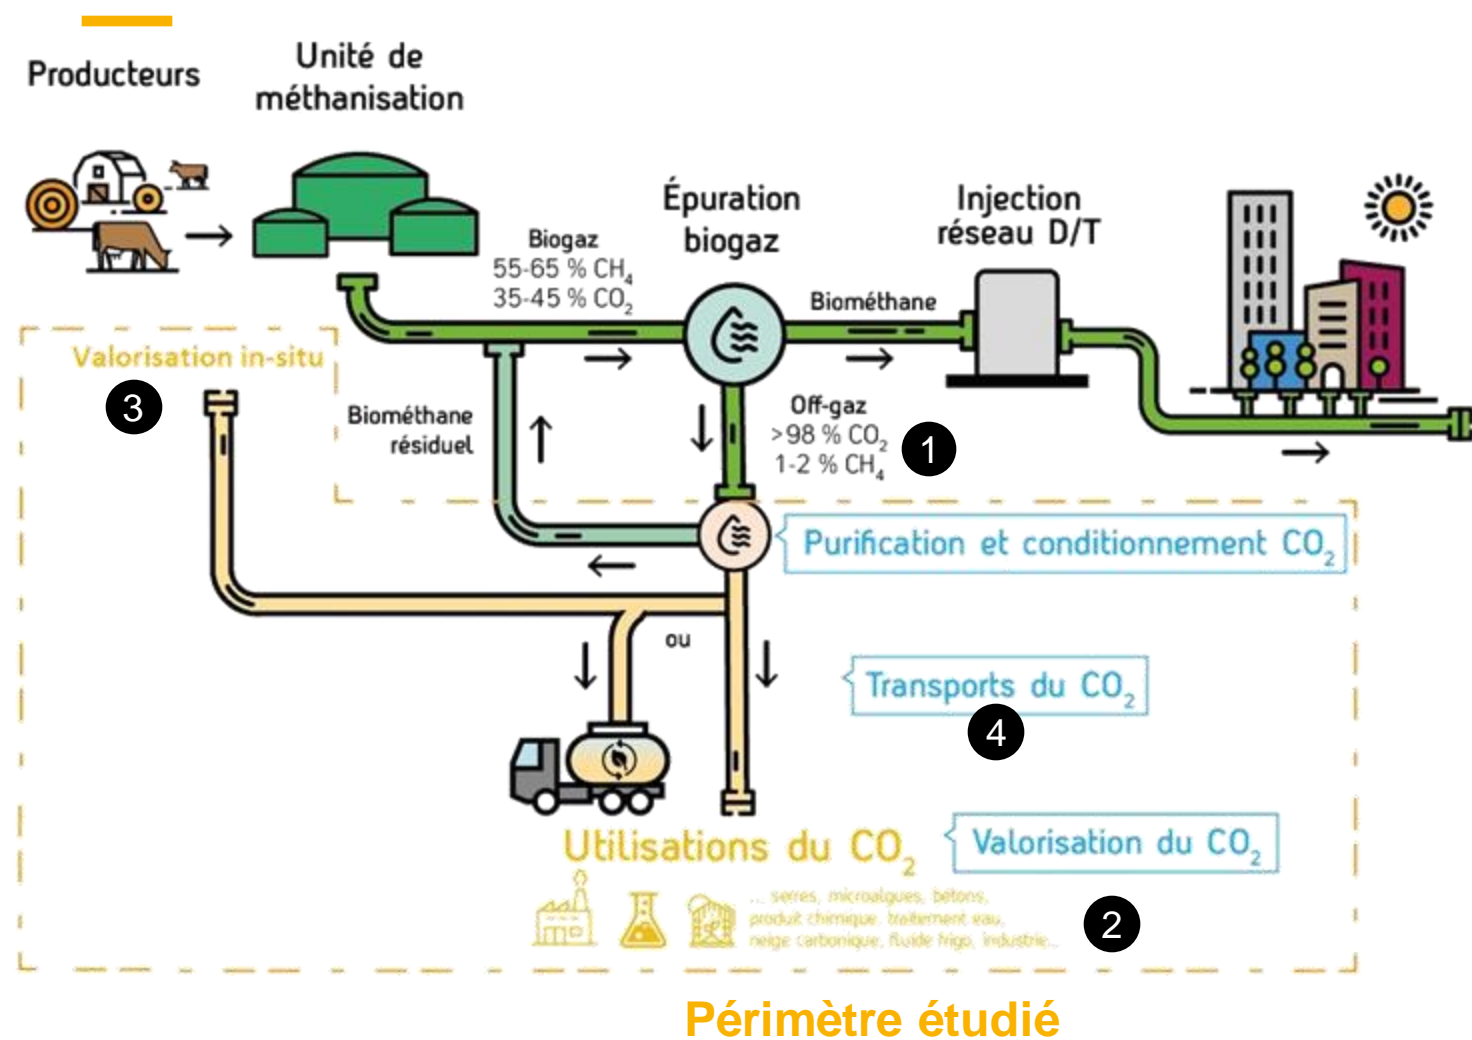 Producteurs
Unité de
méthanisation
Biogaz
55-65 % CH4
35-45 % CO2
Épuration
biogaz
Injection
réseau D/T
Biométhane
Valorisation in-situ
3
Biométhane
résiduel
Off-gaz
>98 % CO2
1-2 % CH4
1
Purification et conditionnement CO2
ou
Transports du CO2
4
Utilisations du CO2
Valorisation du CO2
... serres, microalgues, bétons,
produit chimique, traitement eau,
neige carbonique, fluide frigo, industrie...
2
Périmètre étudié